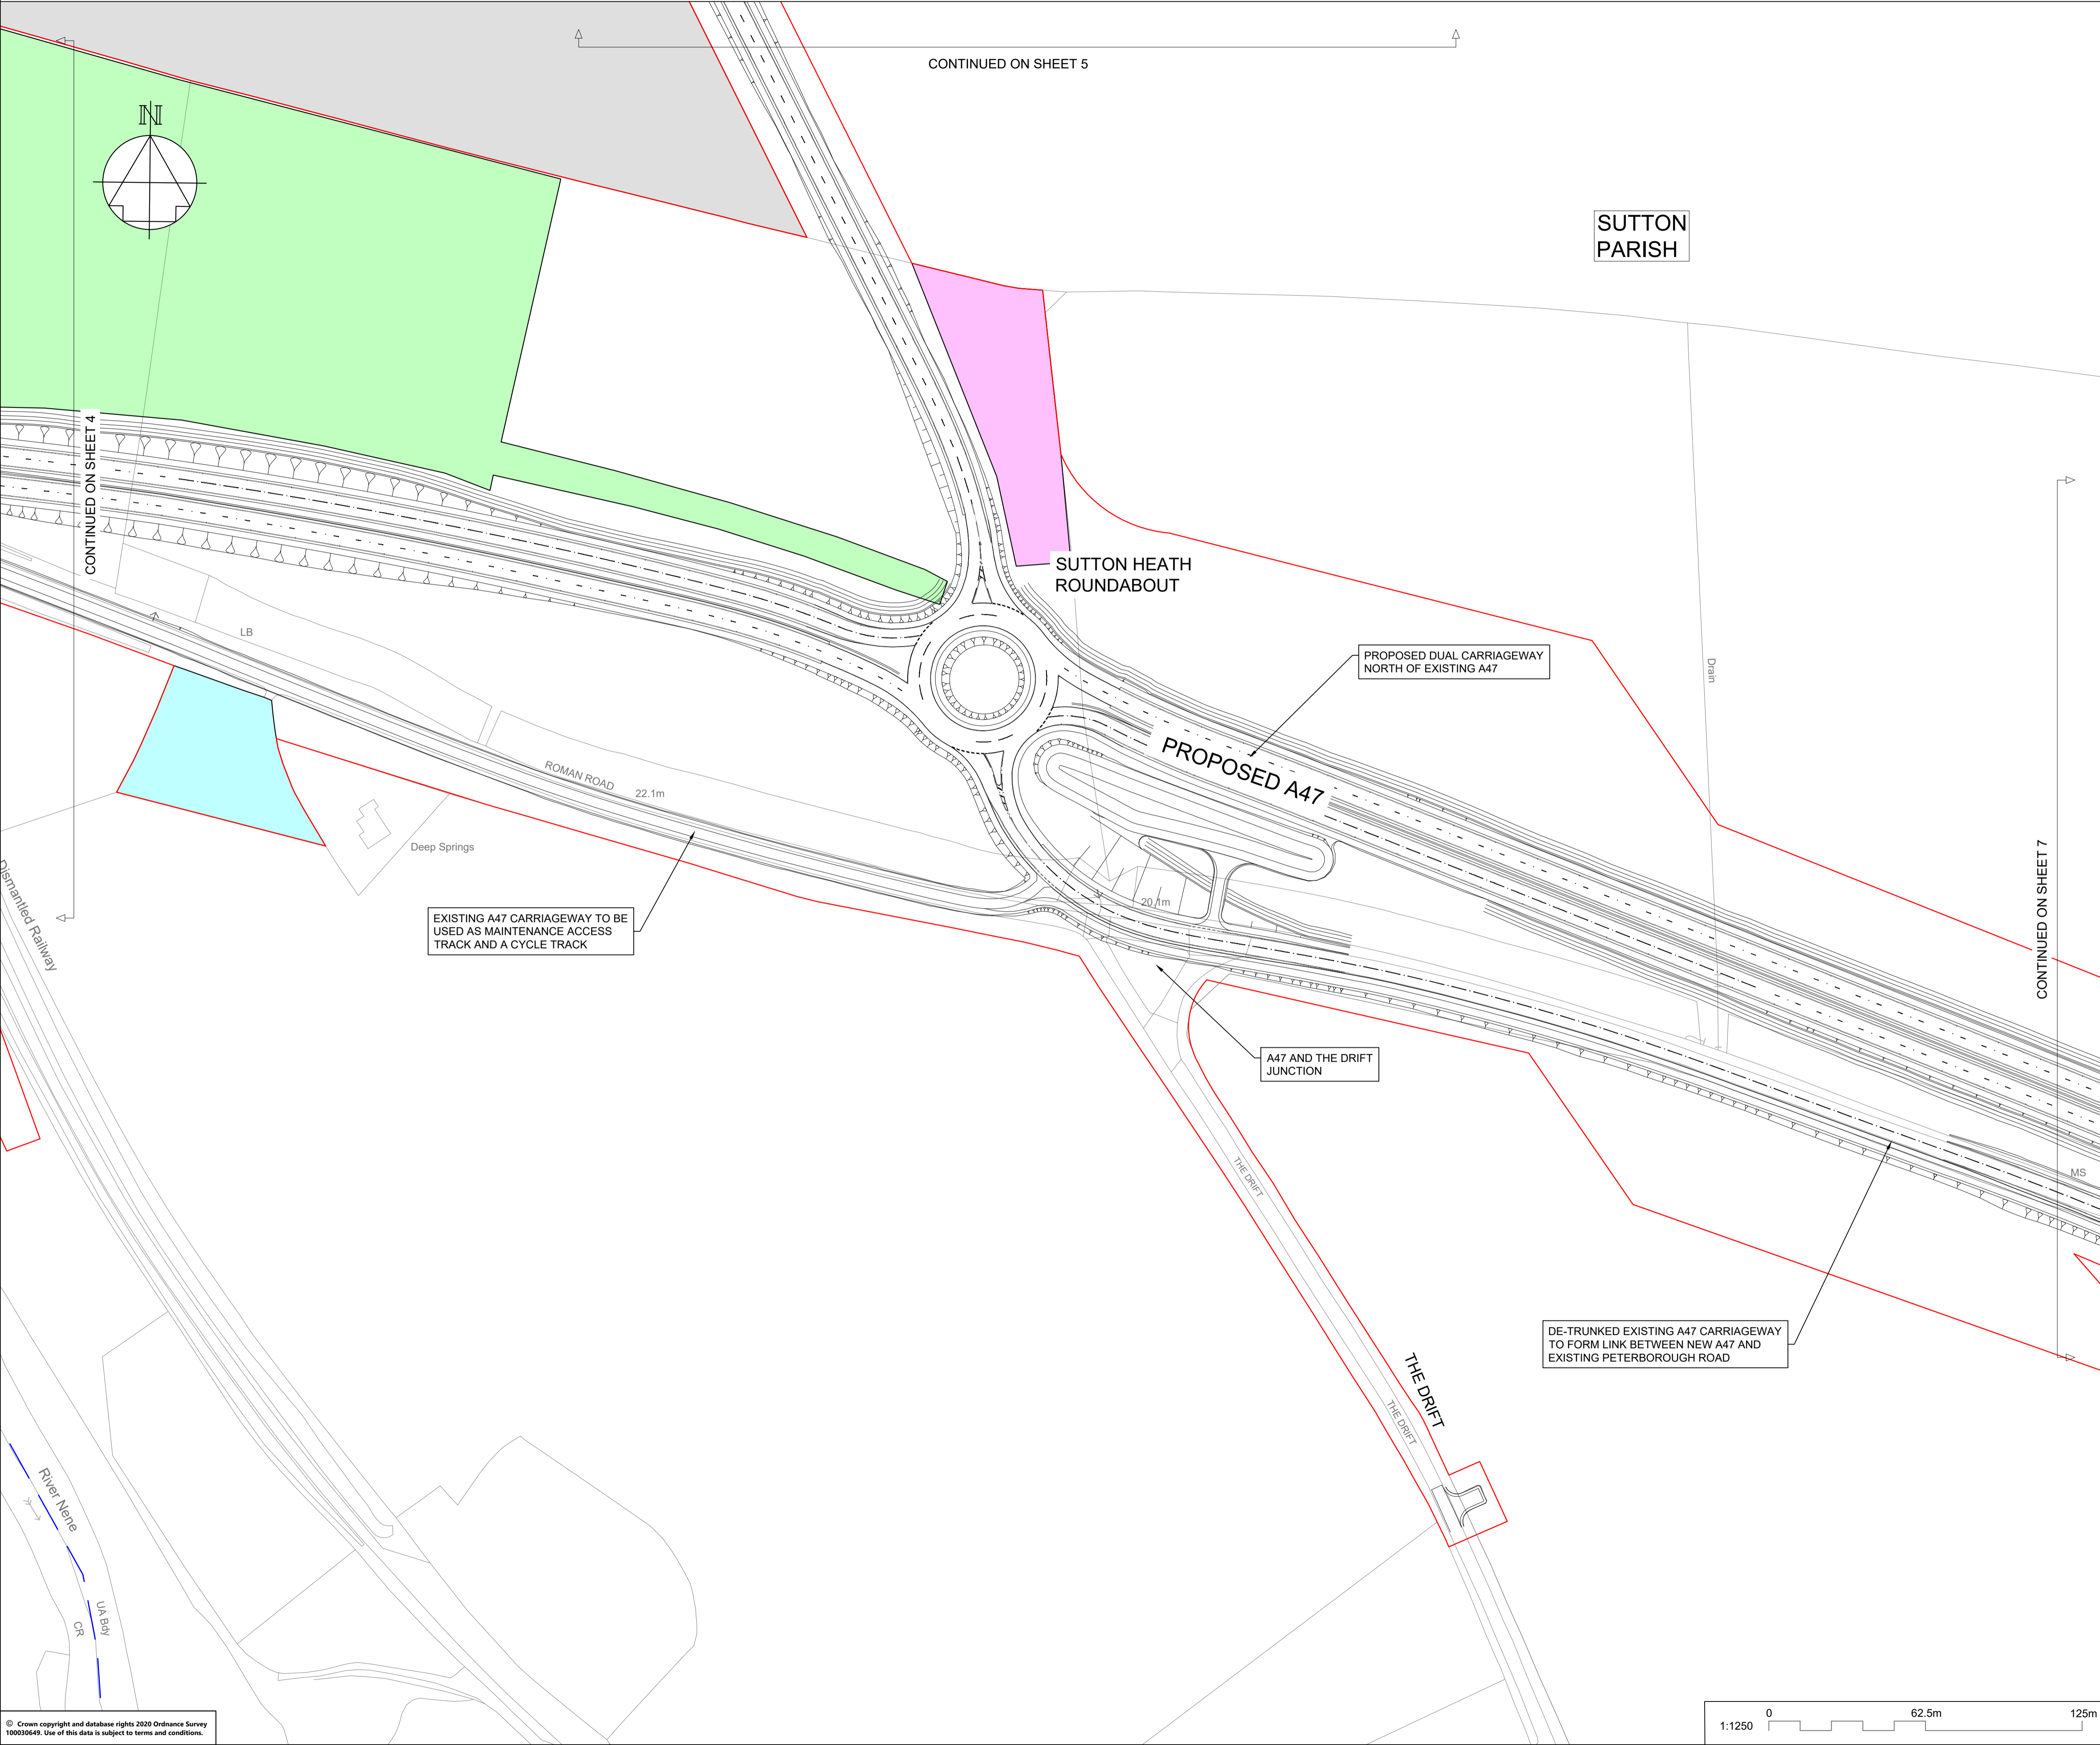 CONTINUED ON SHEET 5
N
SUTTON
PARISH
CONTINUED ON SHEET 4
SUTTON HEATH
ROUNDABOUT
LB
PROPOSED DUAL CARRIAGEWAY
NORTH OF EXISTING A47
Drain
PROPOSED A47
ROMAN ROAD
22.1m
Deep Springs
CONTINUED ON SHEET 7
Dismantled Railway
EXISTING A47 CARRIAGEWAY TO BE
USED AS MAINTENANCE ACCESS
TRACK AND A CYCLE TRACK
20.1m
A47 AND THE DRIFT
JUNCTION
THE DRIFT
MS
DE-TRUNKED EXISTING A47 CARRIAGEWAY
TO FORM LINK BETWEEN NEW A47 AND
EXISTING PETERBOROUGH ROAD
THE DRIFT
THE DRIFT
River Nene
UA Bdy
CR
© Crown copyright and database rights 2020 Ordnance Survey
100030649. Use of this data is subject to terms and conditions.
1:1250
0
62.5m
125m